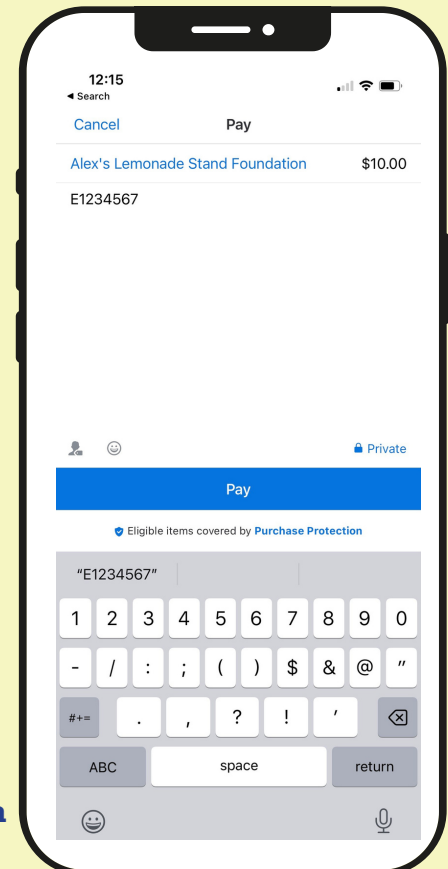 12:15
◀ Search
Cancel Pay
Alex's Lemonade Stand Foundation $10.00
E1234567
Private
Pay
Eligible items covered by Purchase Protection
“E1234567”
1 2 3 4 5 6 7 8 9 0
- / : ; ( ) $ & @ "
#+= . , ? ! '
ABC space return